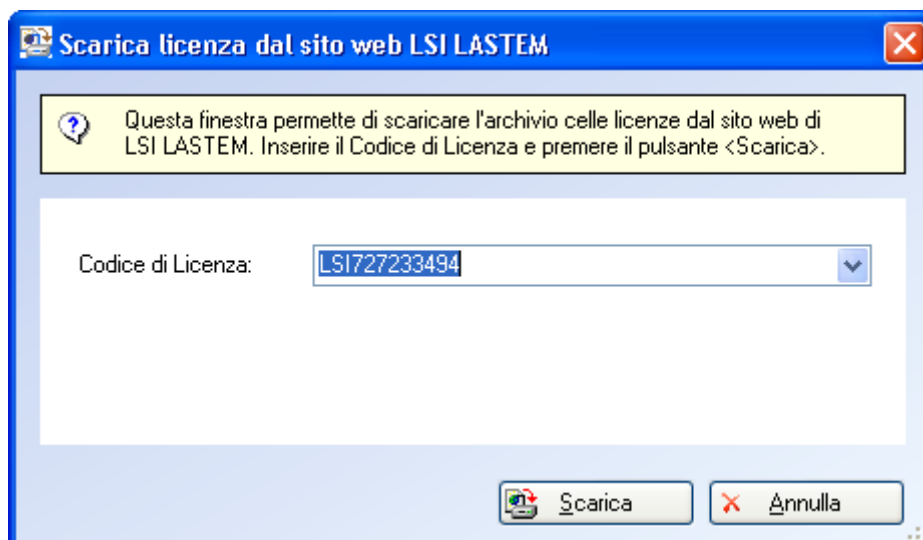 Scarica licenza dal sito web LSI LASTEM
Questa finestra permette di scaricare l'archivio celle licenze dal sito web di
LSI LASTEM. Inserire il Codice di Licenza e premere il pulsante <Scarica>.
Codice di Licenza:
LSI727233494
Scarica
Annulla